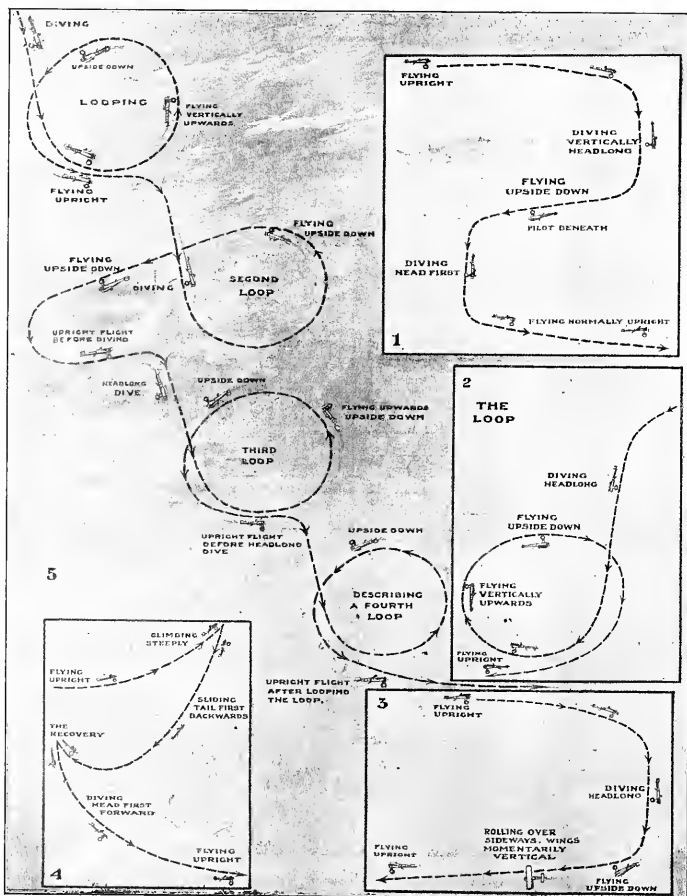 DIVING
UPSIDE DOWN
LOOPING
FLYING
VERTICALLY
UPWARDS.
FLYING
UPRIGHT
FLYING
UPSIDE DOWN
FLYING
UPSIDE DOWN
DIVING
SECOND
LOOP
UPRIGHT FLIGHT
BEFORE DIVING
HEADLONG
DIVE
UPSIDE DOWN
FLYING UPWARDS
UPSIDE DOWN
THIRD
LOOP
UPRIGHT FLIGHT
BEFORE HEADLONG
DIVE
UPSIDE DOWN
DESCRIBING
A FOURTH
LOOP
UPRIGHT FLIGHT
AFTER LOOPING
THE LOOP.
5
FLYING
UPRIGHT
DIVING
VERTICALLY
HEADLONG
FLYING
UPSIDE DOWN
PILOT BENEATH
DIVING
HEAD FIRST
FLYING NORMALLY UPRIGHT
1
2
THE
LOOP
DIVING
HEADLONG
FLYING
UPSIDE DOWN
FLYING
VERTICALLY
UPWARDS
FLYING
UPRIGHT
3
FLYING
UPRIGHT
DIVING
HEADLONG
ROLLING OVER
SIDEWAYS. WINGS
MOMENTARILY
VERTICAL
FLYING
UPRIGHT
FLYING
UPSIDE DOWN
CLIMBING
STEEPLY
FLYING
UPRIGHT
SLIDING
TAIL FIRST
BACKWARDS
THE
RECOVERY
DIVING
HEAD FIRST
FORWARD
FLYING
UPRIGHT
4